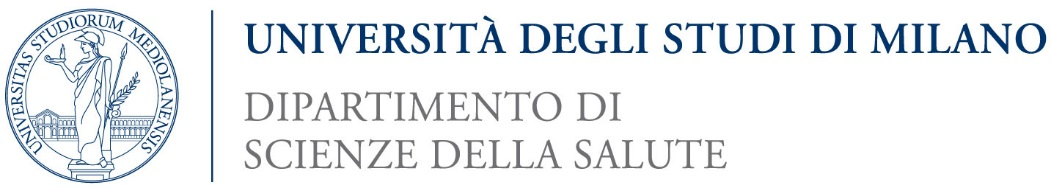 UNIVERSITAS STUDIORUM MEDIOLANENSIS
UNIVERSITÀ DEGLI STUDI DI MILANO
DIPARTIMENTO DI
SCIENZE DELLA SALUTE